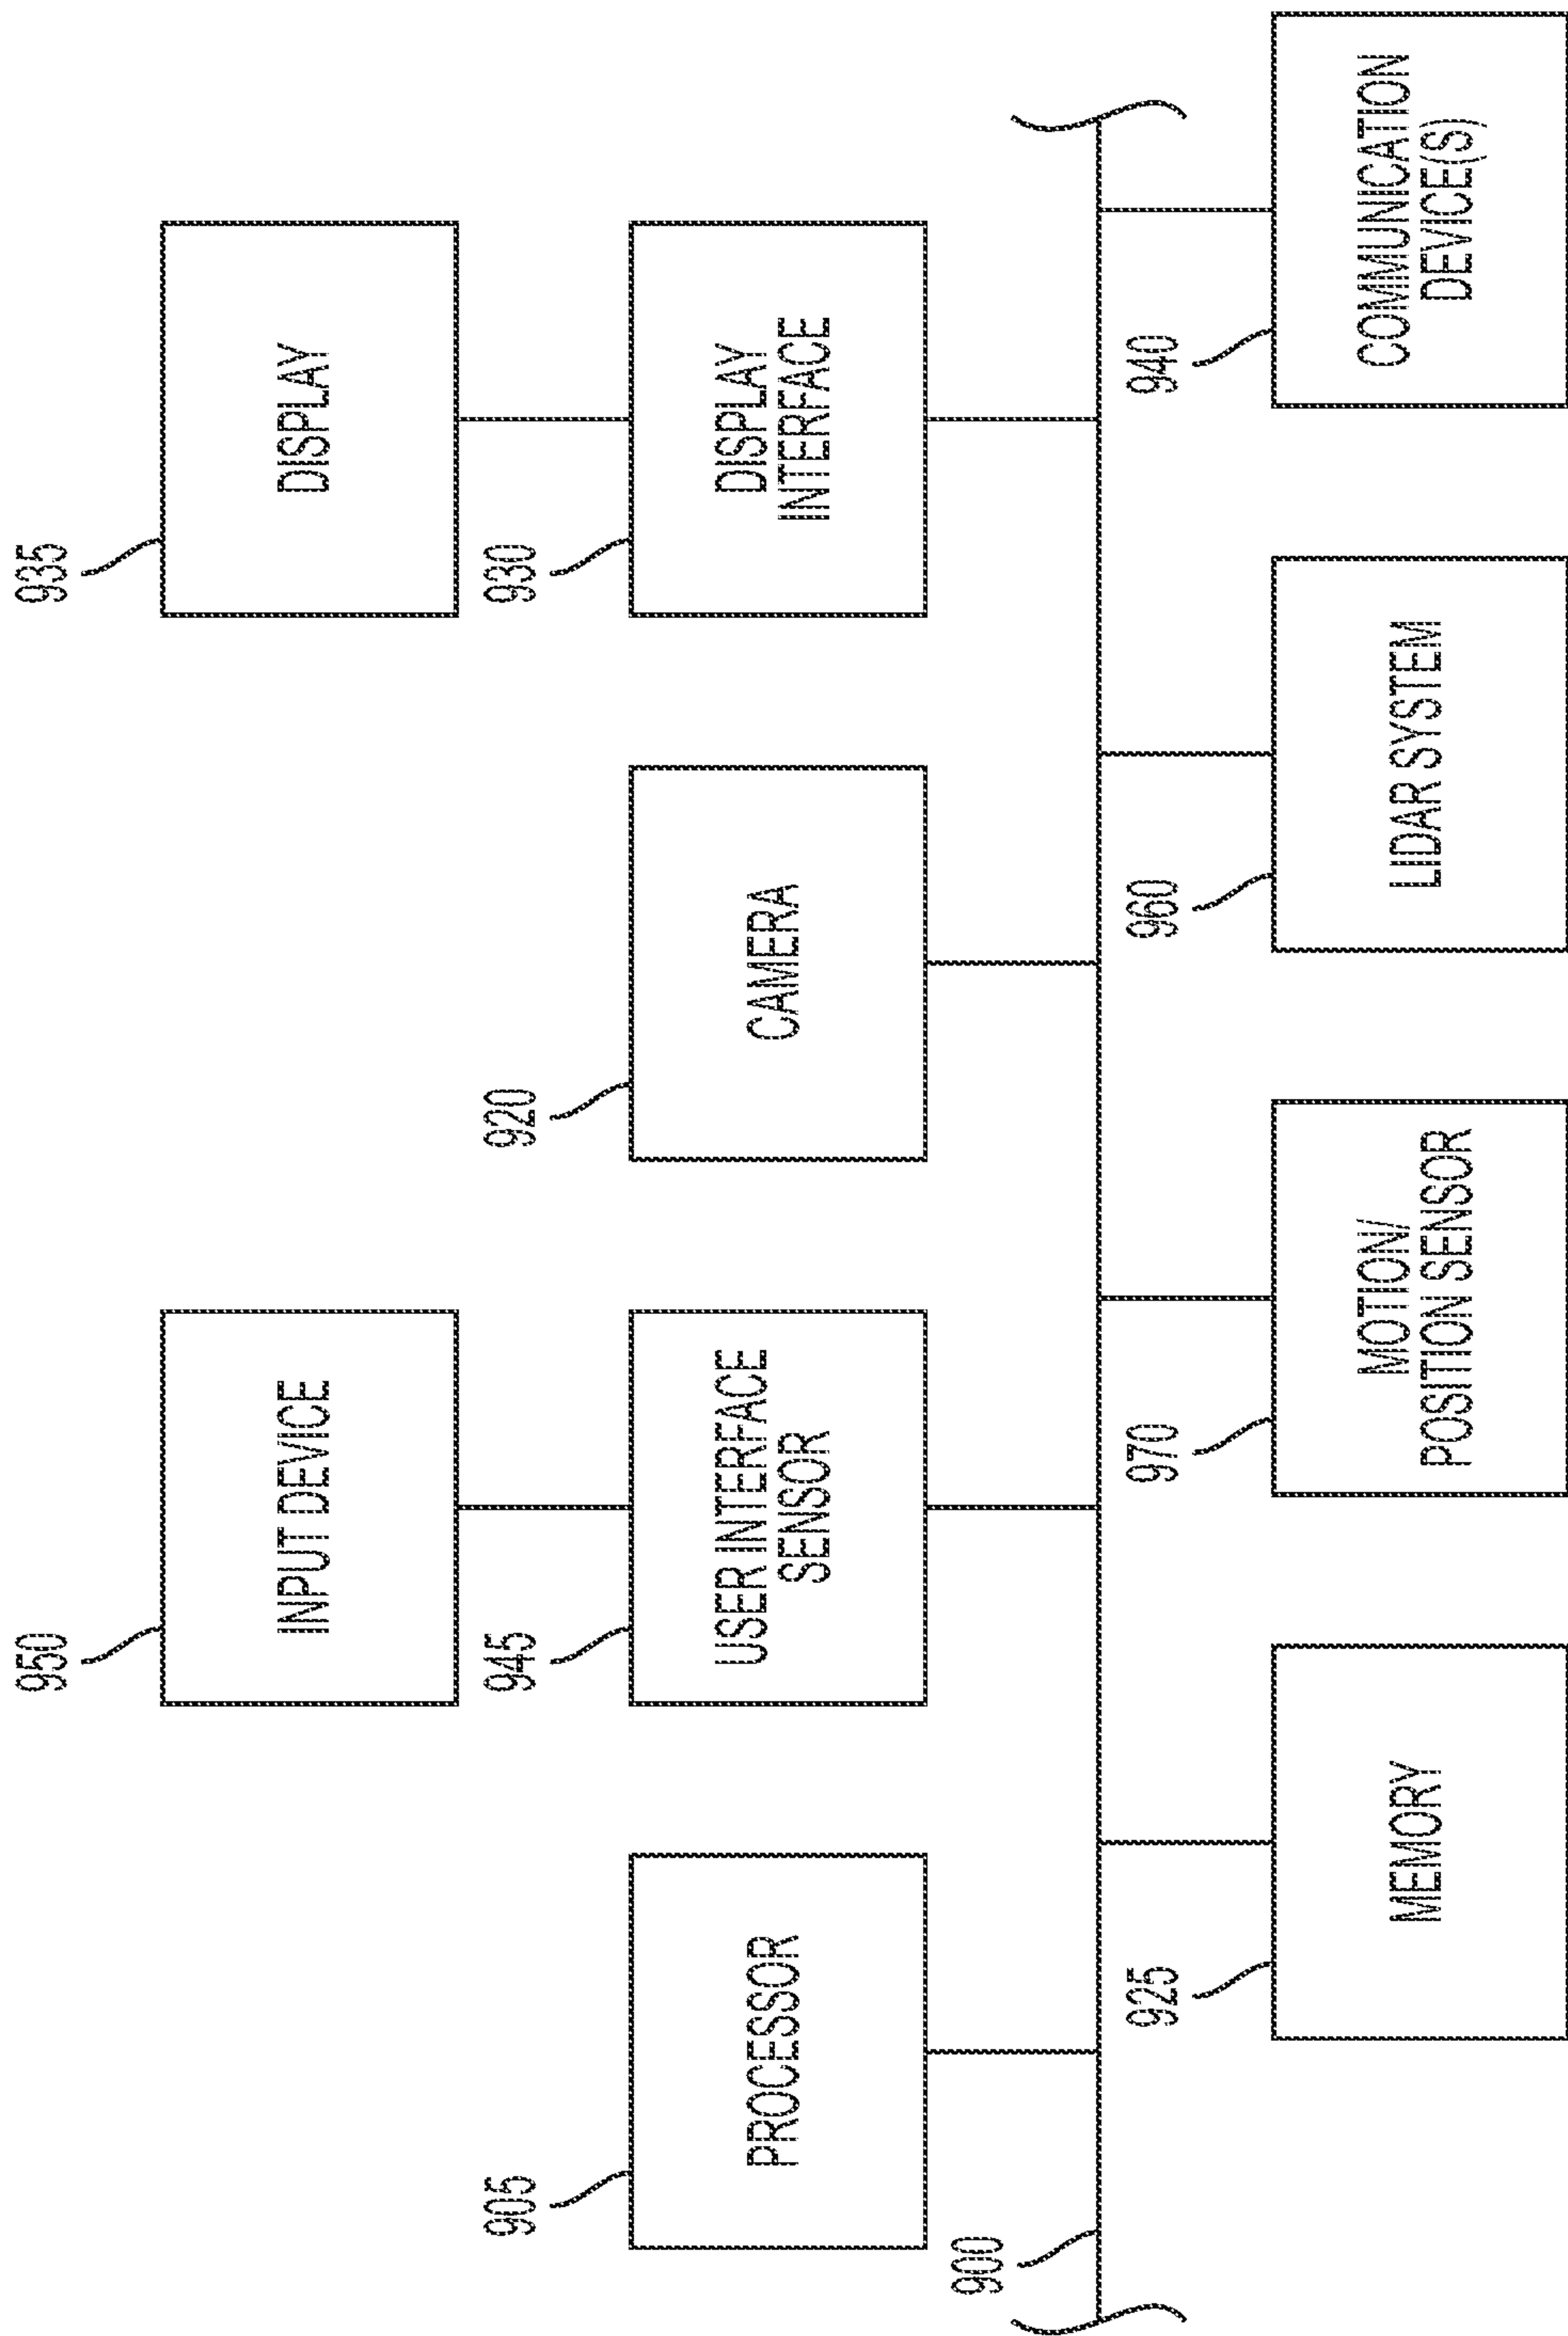 950
INPUT DEVICE
935
DISPLAY
905
PROCESSOR
945
USER INTERFACE
SENSOR
920
CAMERA
930
DISPLAY
INTERFACE
900
925
MEMORY
970
MOTION/
POSITION SENSOR
960
LIDAR SYSTEM
940
COMMUNICATION
DEVICE(S)